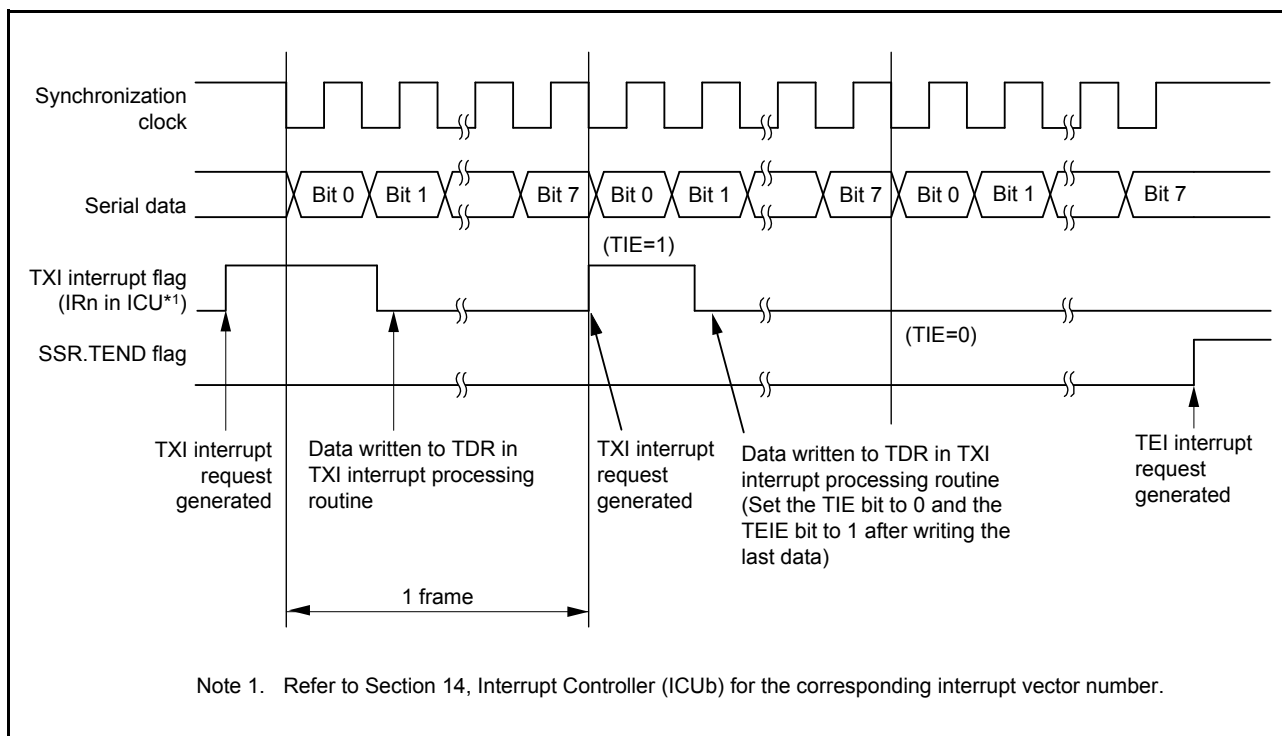 Synchronization
clock
Serial data
Bit 0 Bit 1 Bit 7 Bit 0 Bit 1 Bit 7 Bit 0 Bit 1 Bit 7
(TIE=1)
TXI interrupt flag
(IRn in ICU*1)
(TIE=0)
SSR.TEND flag
TXI interrupt
request
generated
Data written to TDR in
TXI interrupt processing
routine
TXI interrupt
request
generated
Data written to TDR in TXI
interrupt processing routine
(Set the TIE bit to 0 and the
TEIE bit to 1 after writing the
last data)
TEI interrupt
request
generated
1 frame
Note 1. Refer to Section 14, Interrupt Controller (ICUb) for the corresponding interrupt vector number.